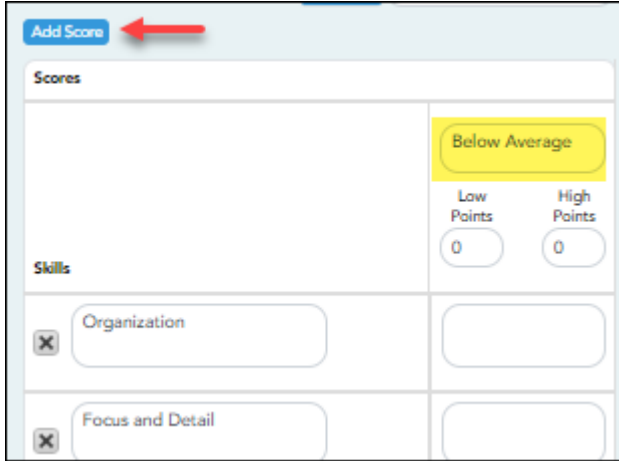 Add Score
Scores
Below Average
Low Points
High Points
0
0
Skills
Organization
Focus and Detail